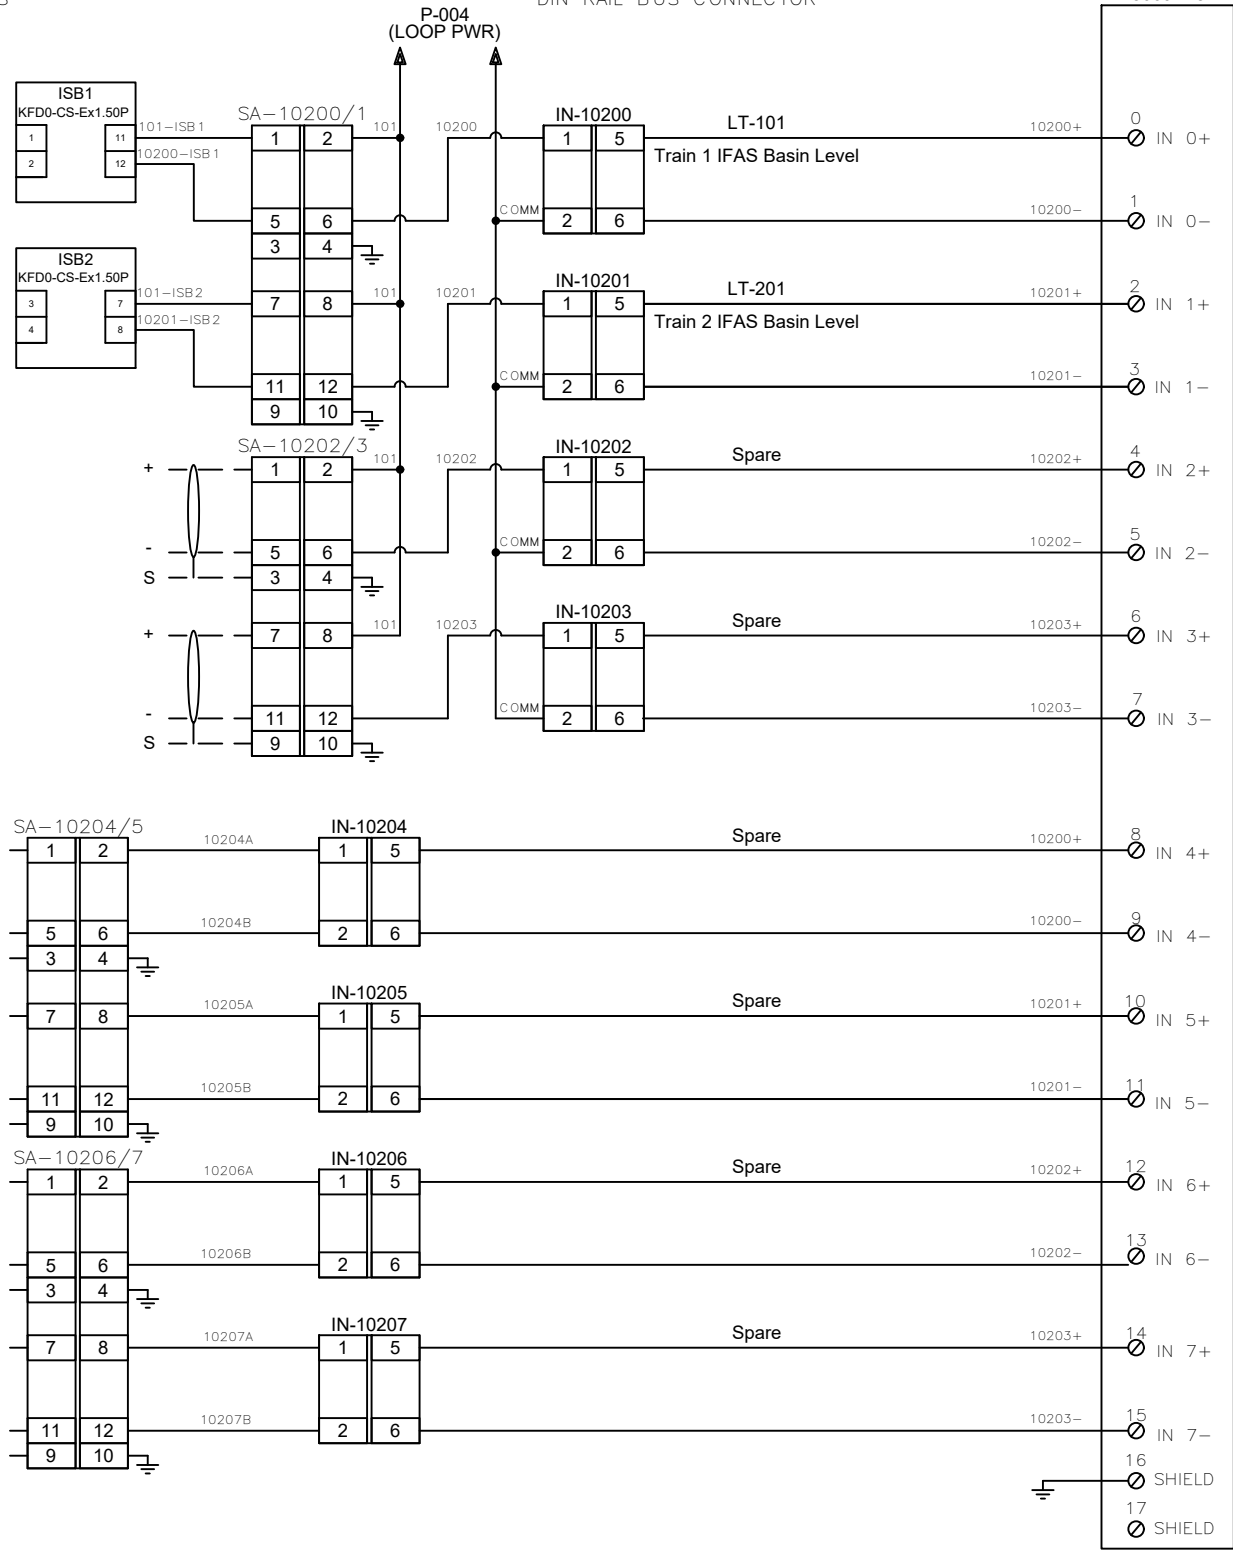 DIN RAIL BUS CONNECTOR
P-004
(LOOP PWR)
ISB1
KFD0-CS-Ex1.50P
1 11
2 12
101-ISB1
10200-ISB1
SA-10200/1
1 2
5 6
3 4
7 8
11 12
9 10
101 10200
IN-10200
1 5
2 6
COMM
LT-101
Train 1 IFAS Basin Level
10200+
0
IN 0+
10200-
1
IN 0-
ISB2
KFD0-CS-Ex1.50P
3 7
4 8
101-ISB2
10201-ISB2
101 10201
IN-10201
1 5
2 6
COMM
LT-201
Train 2 IFAS Basin Level
10201+
2
IN 1+
10201-
3
IN 1-
SA-10202/3
+
-
S
1 2
5 6
3 4
101 10202
IN-10202
1 5
2 6
COMM
Spare
10202+
4
IN 2+
10202-
5
IN 2-
+
-
S
7 8
11 12
9 10
101 10203
IN-10203
1 5
2 6
COMM
Spare
10203+
6
IN 3+
10203-
7
IN 3-
SA-10204/5
1 2
5 6
3 4
10204A
10204B
IN-10204
1 5
2 6
Spare
10200+
8
IN 4+
10200-
9
IN 4-
7 8
11 12
9 10
10205A
10205B
IN-10205
1 5
2 6
Spare
10201+
10
IN 5+
10201-
11
IN 5-
SA-10206/7
1 2
5 6
3 4
10206A
10206B
IN-10206
1 5
2 6
Spare
10202+
12
IN 6+
10202-
13
IN 6-
7 8
11 12
9 10
10207A
10207B
IN-10207
1 5
2 6
Spare
10203+
14
IN 7+
10203-
15
IN 7-
16
SHIELD
17
SHIELD